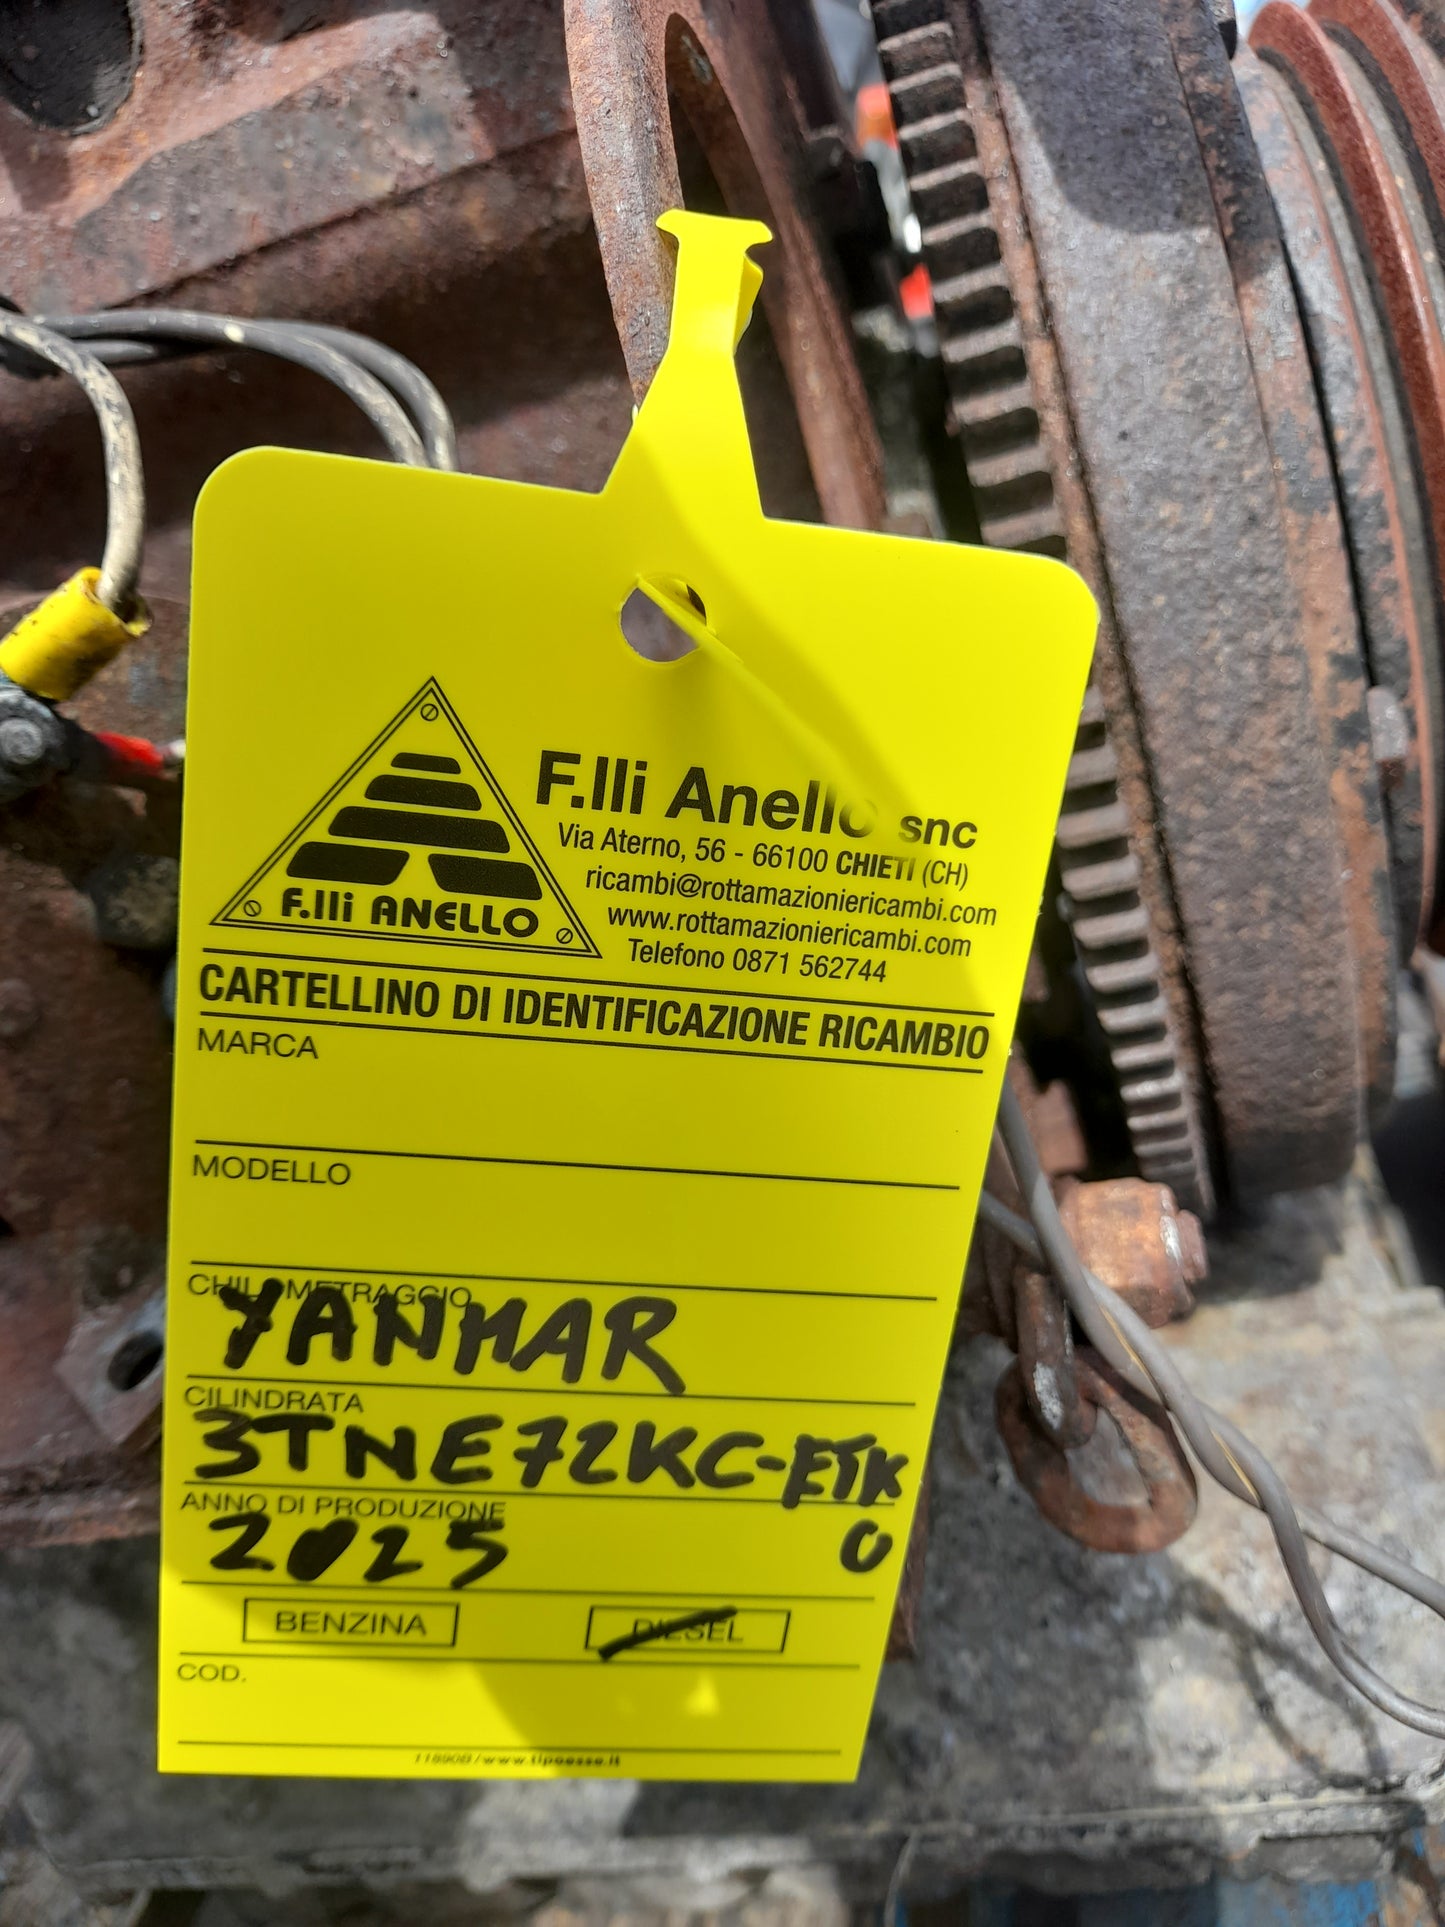 F.lli ANELLO
F.lli Anello snc
Via Aterno, 56 - 66100 CHIETI (CH)
ricambi@rottamazioniericambi.com
www.rottamazioniericambi.com
Telefono 0871 562744
CARTELLINO DI IDENTIFICAZIONE RICAMBIO
MARCA
MODELLO
CHILOMETRAGGIO
YANMAR
CILINDRATA
3TNE72KC-ETK
ANNO DI PRODUZIONE
2025 0
BENZINA DIESEL
COD.
www.tipoesse.it